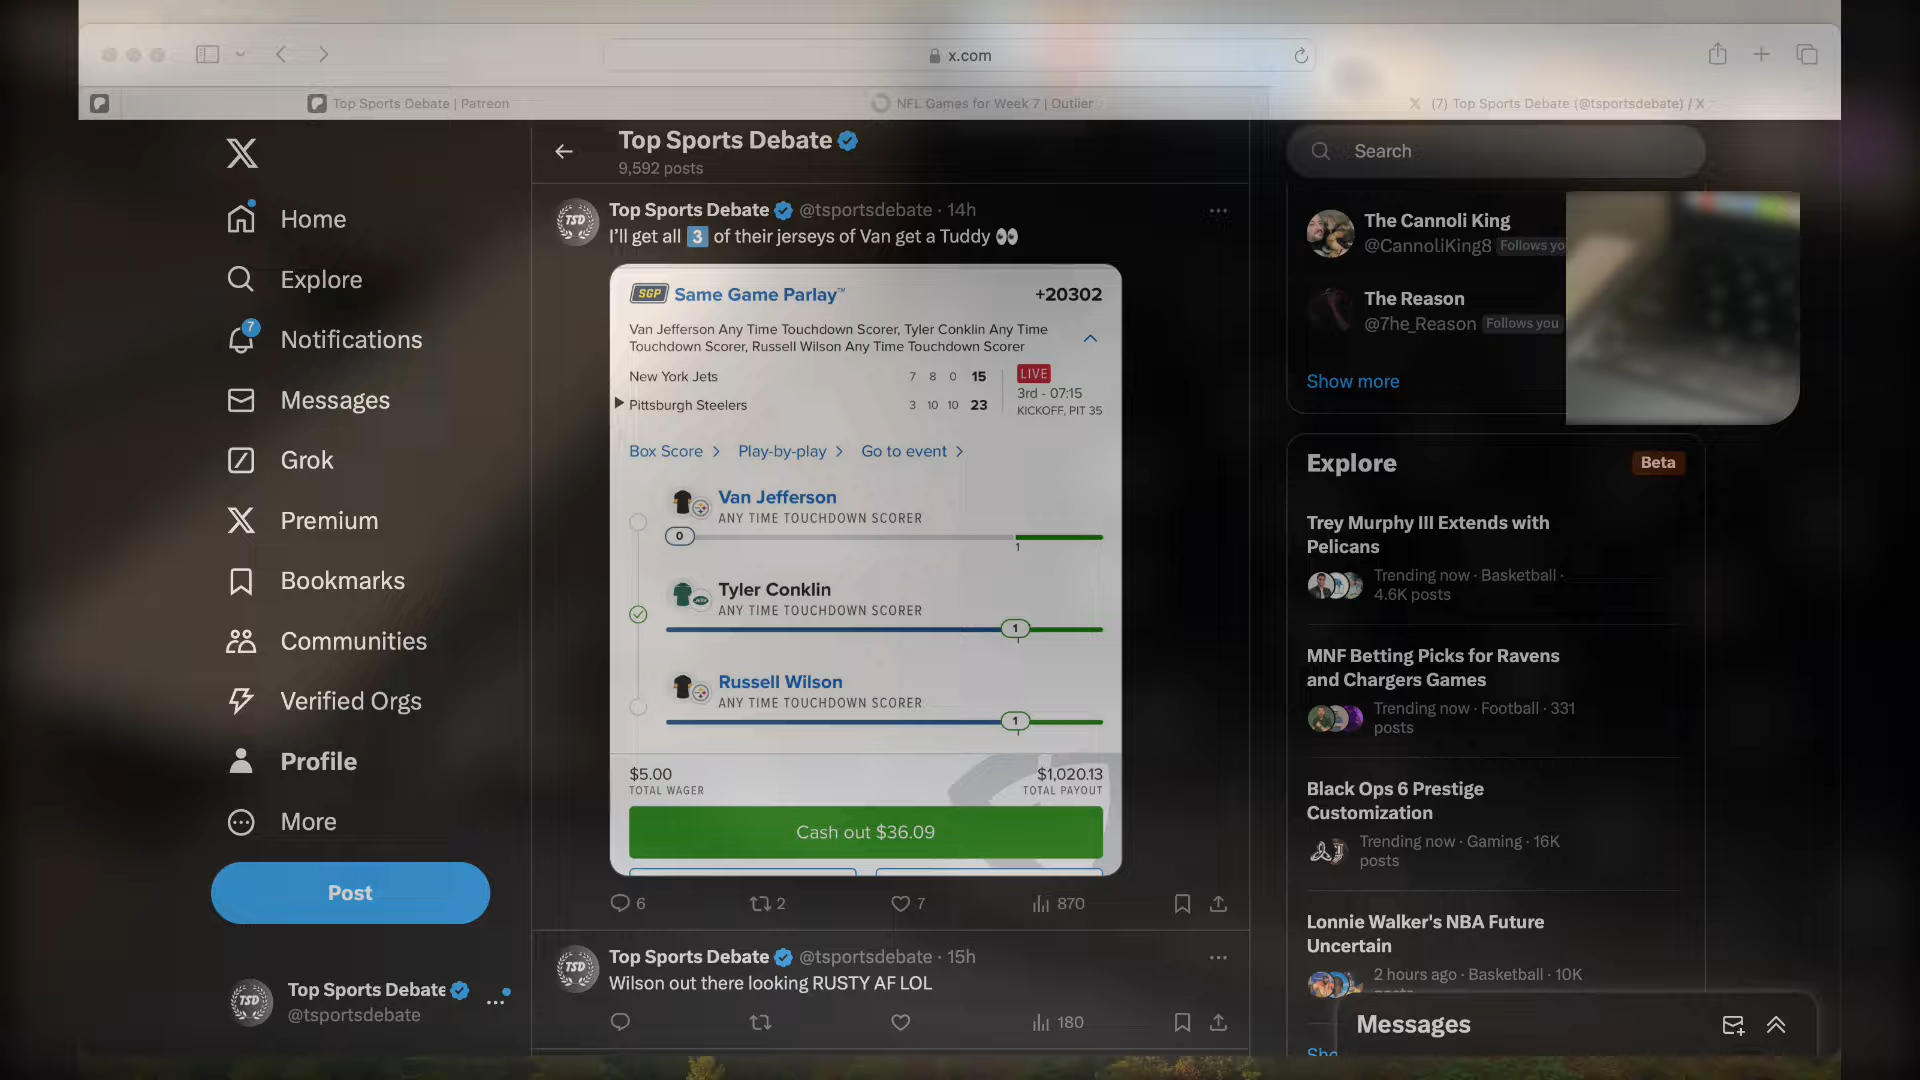 x.com
Top Sports Debate | Patreon
NFL Games for Week 7 | Outlier
(7) Top Sports Debate (@tsportsdebate) / X
Home
Explore
7
Notifications
Messages
Grok
Premium
Bookmarks
Communities
Verified Orgs
Profile
More
Post
TSD
Top Sports Debate
@tsportsdebate
Top Sports Debate
9,592 posts
TSD
Top Sports Debate @tsportsdebate · 14h
I'll get all 3 of their jerseys of Van get a Tuddy 👀
SGP Same Game Parlay™ +20302
Van Jefferson Any Time Touchdown Scorer, Tyler Conklin Any Time
Touchdown Scorer, Russell Wilson Any Time Touchdown Scorer
New York Jets 7 8 0 15
Pittsburgh Steelers 3 10 10 23
LIVE
3rd - 07:15
KICKOFF, PIT 35
Box Score > Play-by-play > Go to event >
Van Jefferson
ANY TIME TOUCHDOWN SCORER
0
1
Tyler Conklin
ANY TIME TOUCHDOWN SCORER
1
Russell Wilson
ANY TIME TOUCHDOWN SCORER
1
$5.00
TOTAL WAGER
$1,020.13
TOTAL PAYOUT
Cash out $36.09
6 2 7 870
TSD
Top Sports Debate @tsportsdebate · 15h
Wilson out there looking RUSTY AF LOL
180
Search
The Cannoli King
@CannoliKing8 Follows yo
The Reason
@7he_Reason Follows you
Show more
Explore
Beta
Trey Murphy III Extends with
Pelicans
Trending now · Basketball ·
4.6K posts
MNF Betting Picks for Ravens
and Chargers Games
Trending now · Football · 331
posts
Black Ops 6 Prestige
Customization
Trending now · Gaming · 16K
posts
Lonnie Walker's NBA Future
Uncertain
2 hours ago · Basketball · 10K
Messages